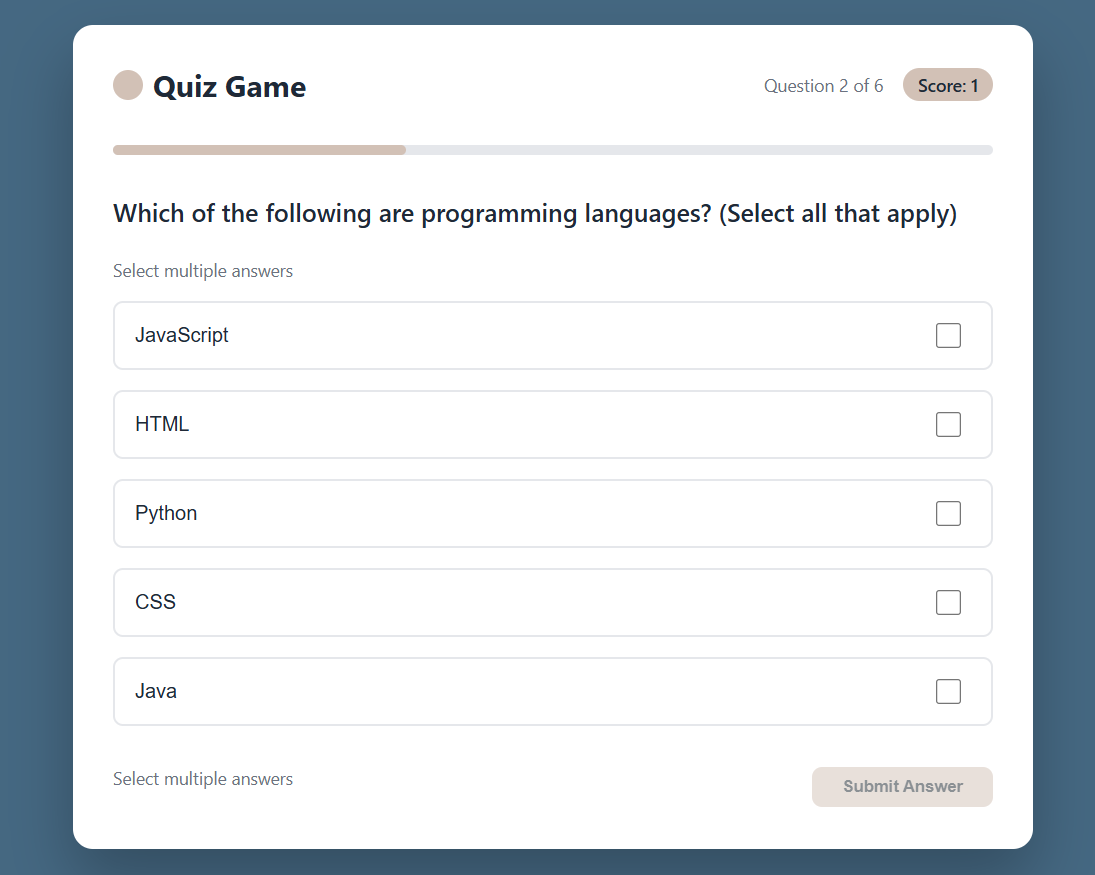 Quiz Game
Question 2 of 6
Score: 1
Which of the following are programming languages? (Select all that apply)
Select multiple answers
JavaScript
HTML
Python
CSS
Java
Select multiple answers
Submit Answer